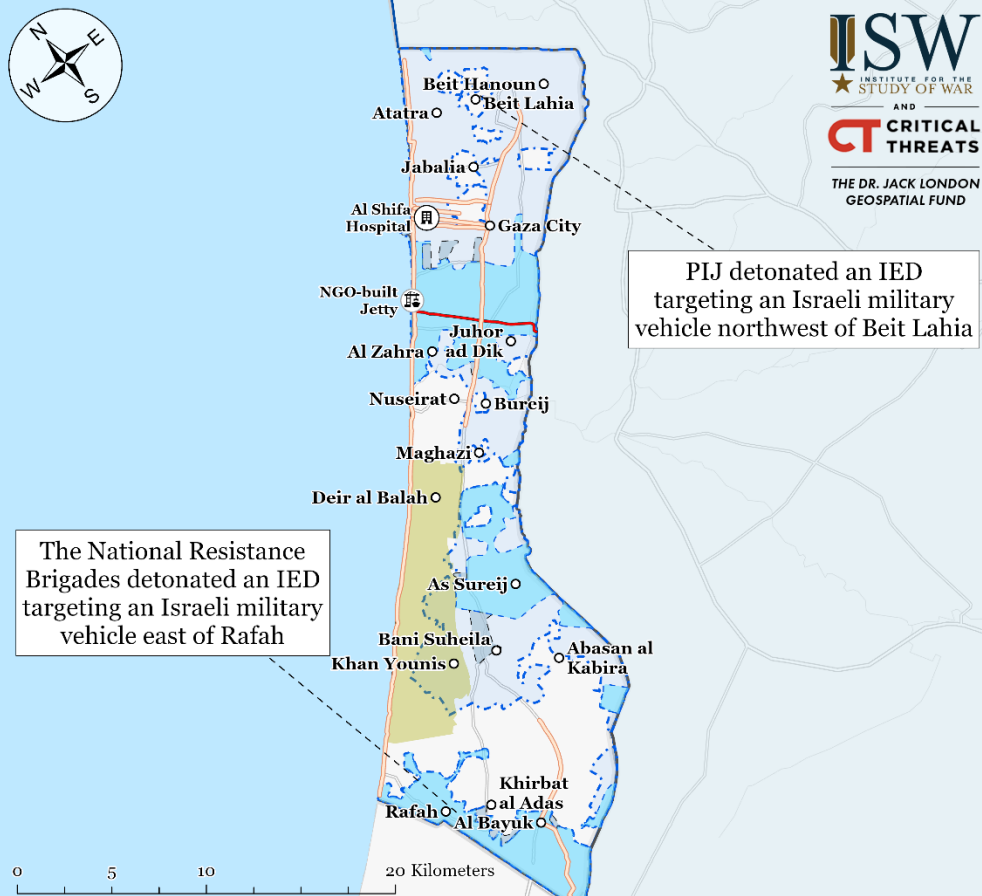 N
E
W
S
ISW
INSTITUTE FOR THE
STUDY OF WAR
AND
CT CRITICAL
THREATS
THE DR. JACK LONDON
GEOSPATIAL FUND
Beit Hanoun
Beit Lahia
Atatra
Jabalia
Al Shifa
Hospital
Gaza City
PIJ detonated an IED
targeting an Israeli military
vehicle northwest of Beit Lahia
NGO-built
Jetty
Juhor
ad Dik
Al Zahra
Nuseirat
Bureij
Maghazi
Deir al Balah
The National Resistance
Brigades detonated an IED
targeting an Israeli military
vehicle east of Rafah
As Sureij
Bani Suheila
Abasan al
Kabira
Khan Younis
Khirbat
al Adas
Rafah
Al Bayuk
0 5 10 20 Kilometers